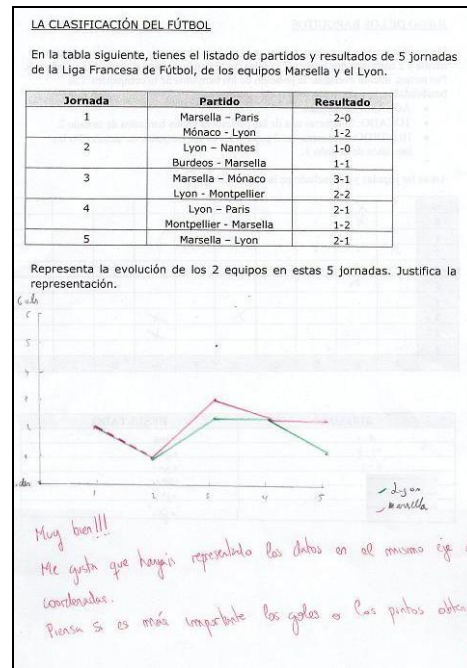 LA CLASIFICACIÓN DEL FÚTBOL
En la tabla siguiente, tienes el listado de partidos y resultados de 5 jornadas
de la Liga Francesa de Fútbol, de los equipos Marsella y el Lyon.
Jornada Partido Resultado
1 Marsella – Paris 2-0
Mónaco - Lyon 1-2
2 Lyon – Nantes 1-0
Burdeos - Marsella 1-1
3 Marsella – Mónaco 3-1
Lyon - Montpellier 2-2
4 Lyon – Paris 2-1
Montpellier - Marsella 1-2
5 Marsella – Lyon 2-1
Representa la evolución de los 2 equipos en estas 5 jornadas. Justifica la
representación.
1 2 3 4 5
Lyon
Marsella
Muy bien!!!
Me gusta que hayáis representado los datos en el mismo eje
coordenadas.
Piensa si es más importante los goles o los puntos